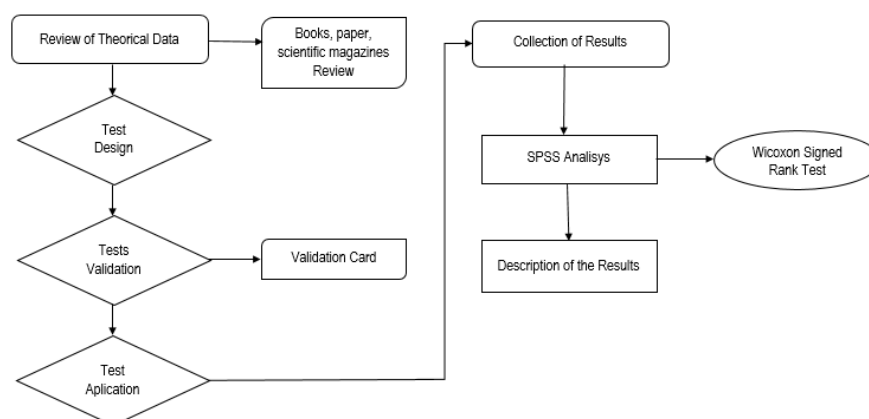 Review of Theorical Data
Books, paper,
scientific magazines
Review
Test
Design
Tests
Validation
Validation Card
Test
Aplication
Collection of Results
SPSS Analisys
Wicoxon Signed
Rank Test
Description of the Results